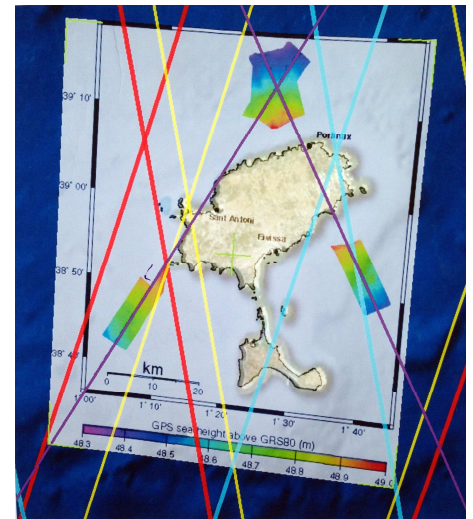 39° 10'
Portinax
39° 00'
Sant Antoni
Eivissa
38° 50'
km
38° 40'
0 10 20
1° 00' 1° 10' 1° 20' 1° 30' 1° 40'
GPS sea height above GRS80 (m)
48.3 48.4 48.5 48.6 48.7 48.8 48.9 49.0